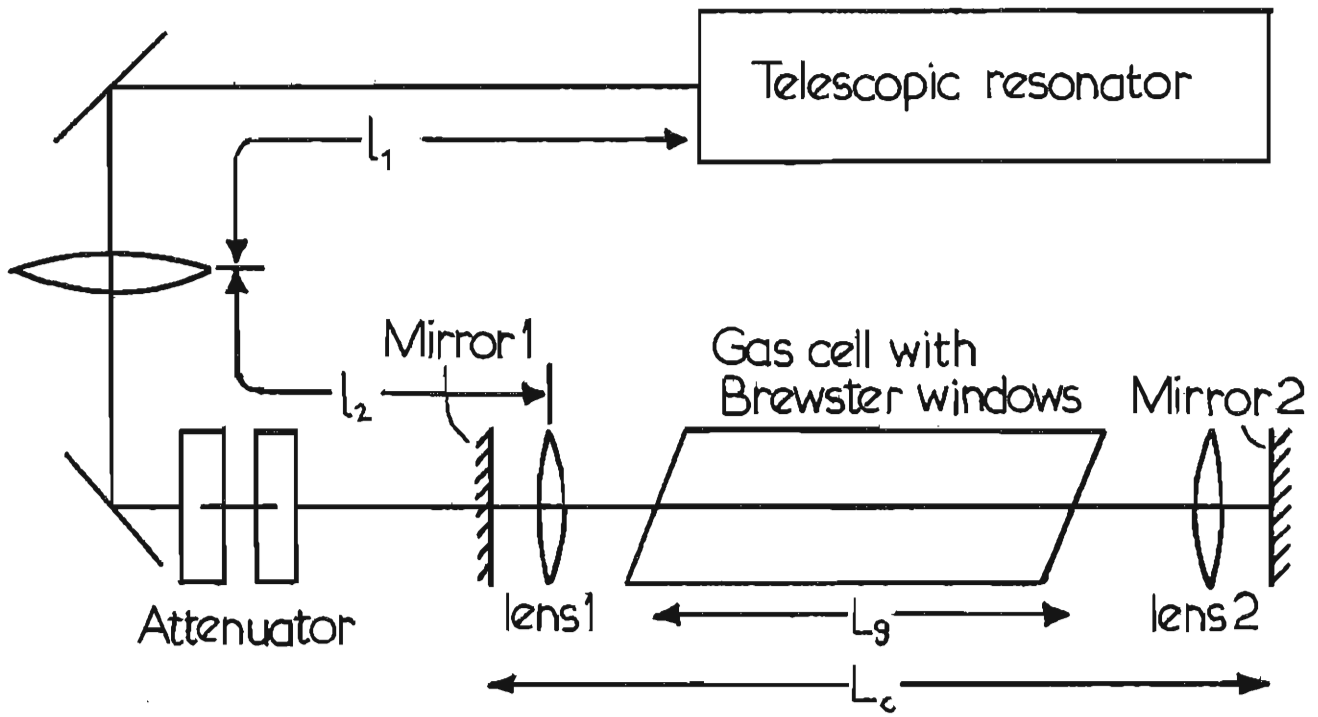 Telescopic resonator
l₁
Mirror 1
l₂
Gas cell with
Brewster windows
Mirror 2
Attenuator
lens 1
Lg
lens 2
Lc